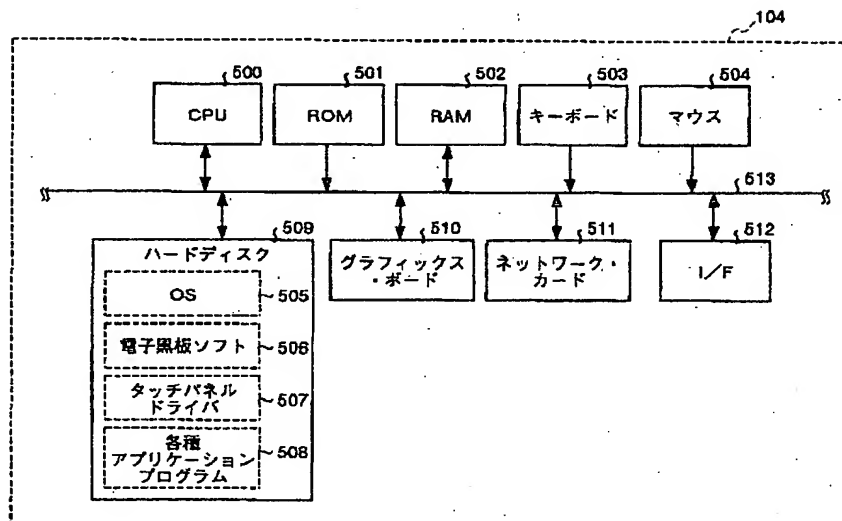 104
500
501
502
503
504
CPU
ROM
RAM
キーボード
マウス
513
509
510
511
512
ハードディスク
グラフィックス
・ボード
ネットワーク・
カード
I/F
OS
505
電子黒板ソフト
506
タッチパネル
ドライバ
507
各種
アプリケーション
プログラム
508